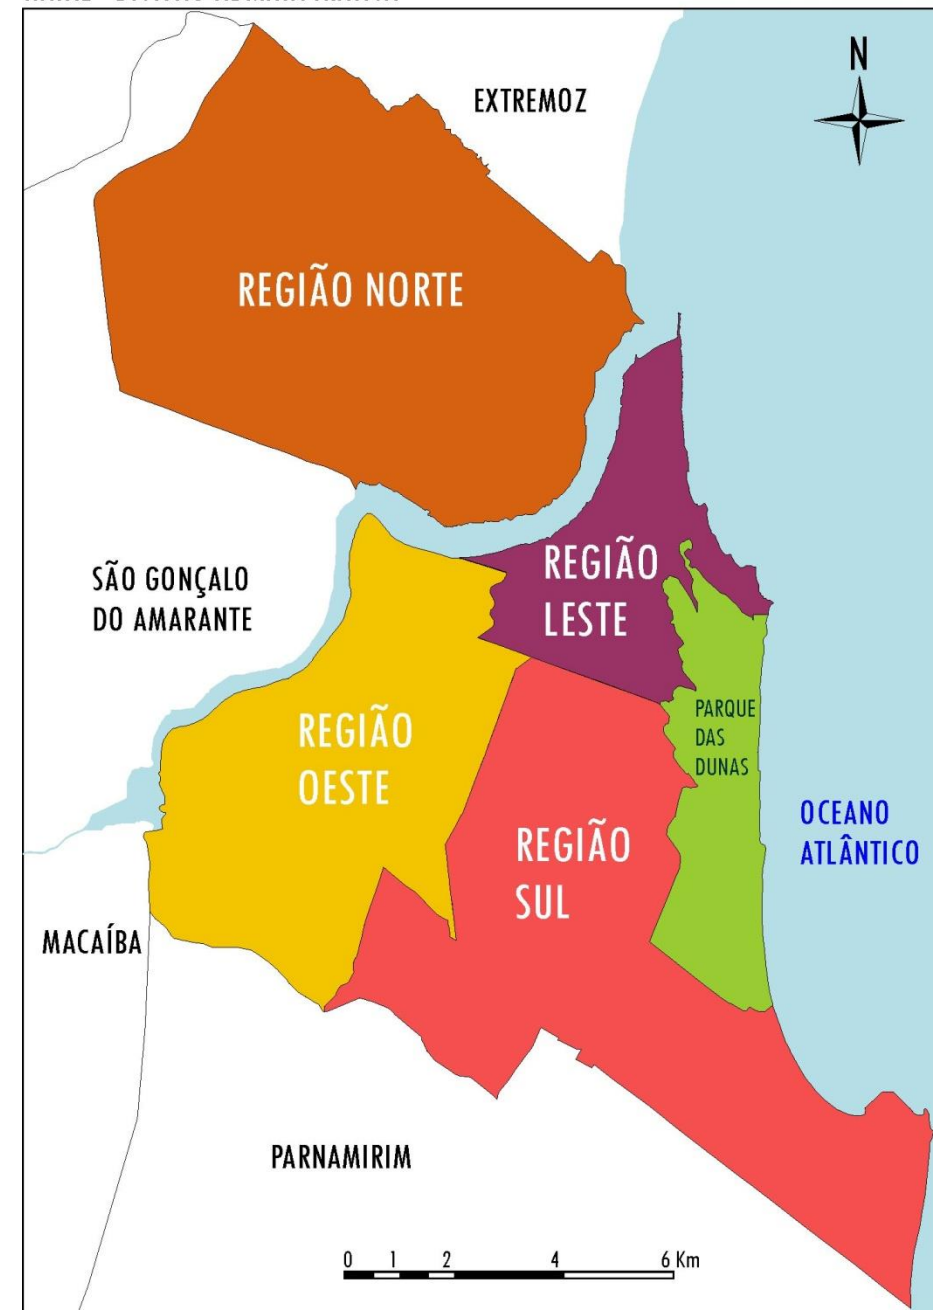 N
EXTREMOZ
REGIÃO NORTE
SÃO GONÇALO
DO AMARANTE
REGIÃO
LESTE
PARQUE
DAS
DUNAS
REGIÃO
OESTE
OCEANO
ATLÂNTICO
REGIÃO
SUL
MACAÍBA
PARNAMIRIM
0 1 2 4 6 Km